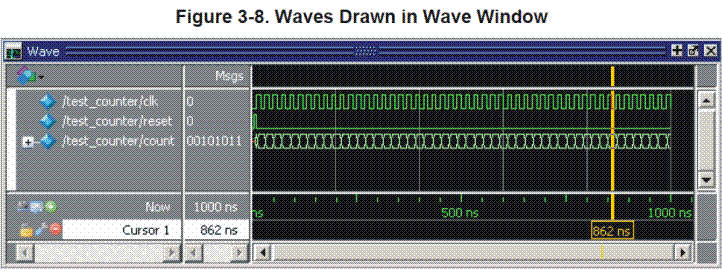 Figure 3-8. Waves Drawn in Wave Window
Wave
Msgs
/test_counter/clk 0
/test_counter/reset 0
/test_counter/count 00101011
Now 1000 ns ns 500 ns 1000 ns
Cursor 1 862 ns 862 ns